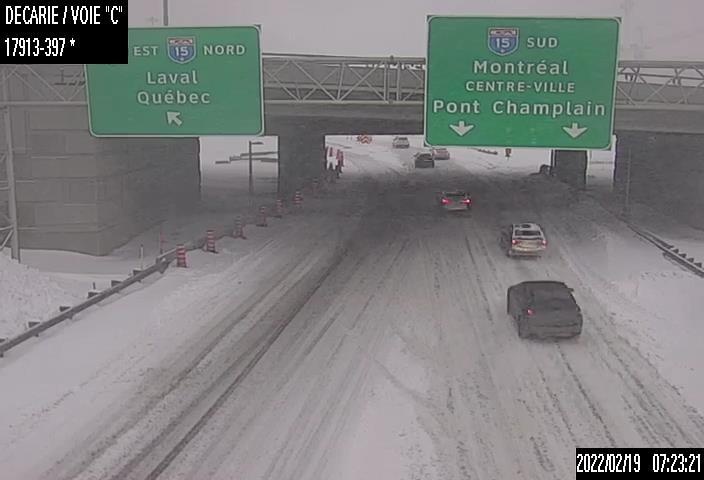 DECARIE / VOIE "C"
17913-397 *
EST 15 NORD
Laval
Québec
15 SUD
Montréal
CENTRE-VILLE
Pont Champlain
2022/02/19 07:23:21